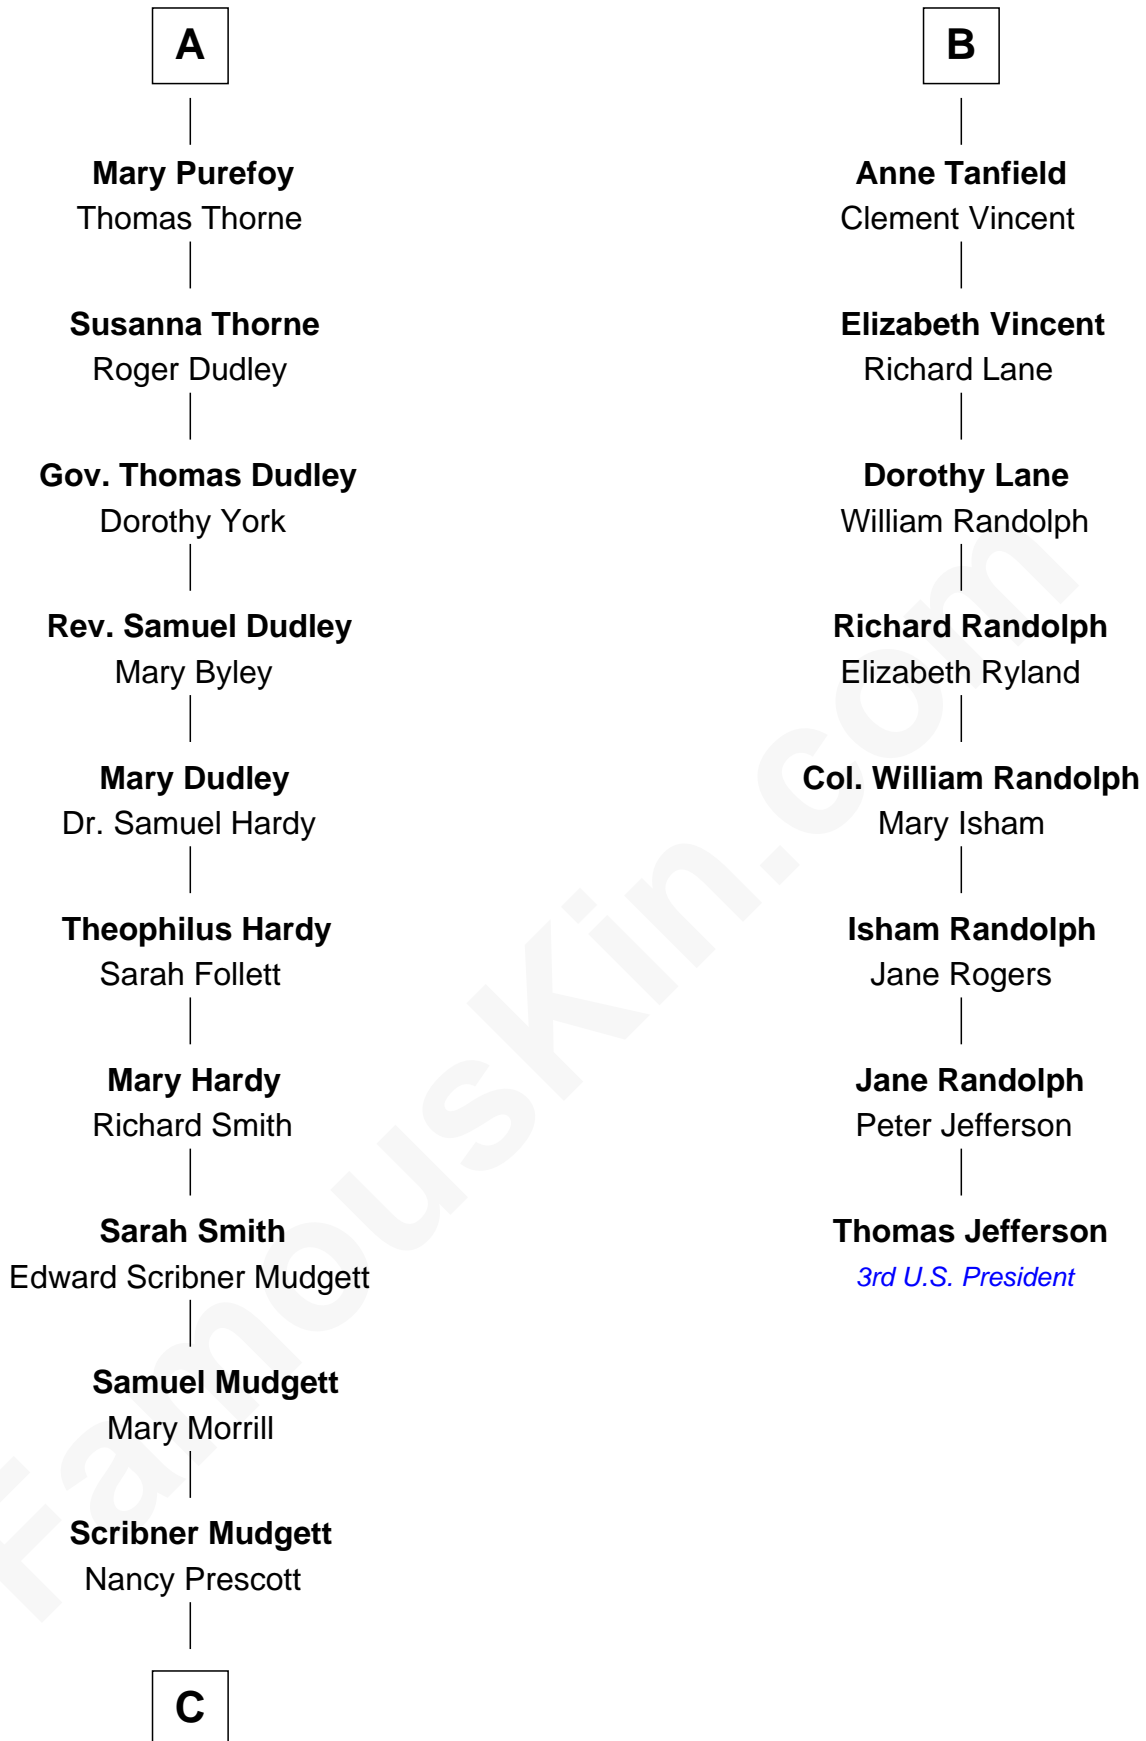 A
Mary Purefoy
Thomas Thorne
Susanna Thorne
Roger Dudley
Gov. Thomas Dudley
Dorothy York
Rev. Samuel Dudley
Mary Byley
Mary Dudley
Dr. Samuel Hardy
Theophilus Hardy
Sarah Follett
Mary Hardy
Richard Smith
Sarah Smith
Edward Scribner Mudgett
Samuel Mudgett
Mary Morrill
Scribner Mudgett
Nancy Prescott
C
B
Anne Tanfield
Clement Vincent
Elizabeth Vincent
Richard Lane
Dorothy Lane
William Randolph
Richard Randolph
Elizabeth Ryland
Col. William Randolph
Mary Isham
Isham Randolph
Jane Rogers
Jane Randolph
Peter Jefferson
Thomas Jefferson
3rd U.S. President
FamousKin.com